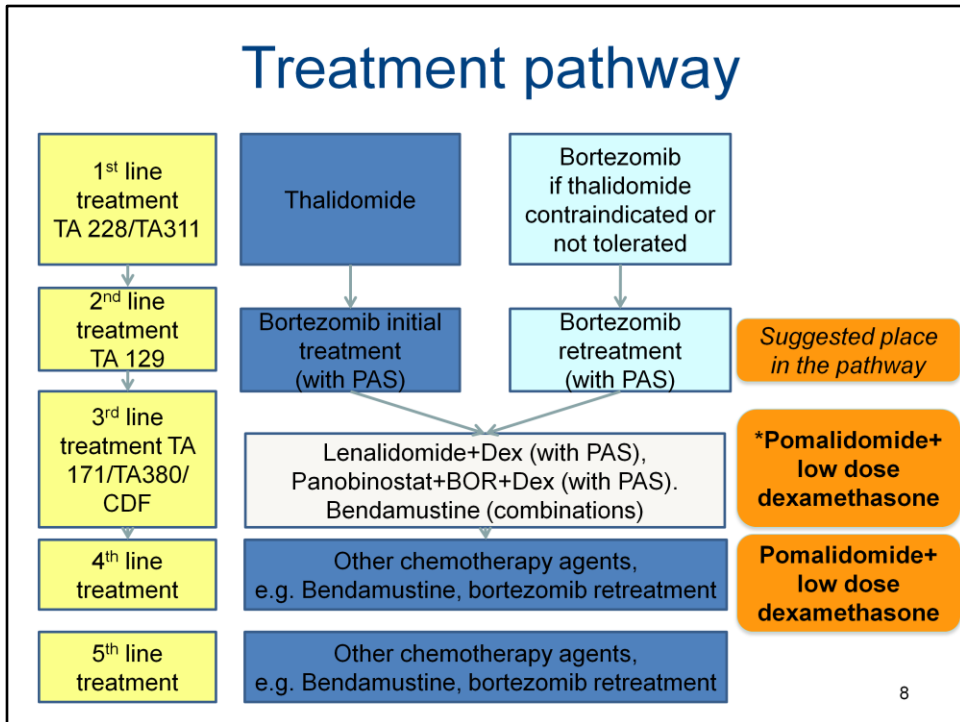 Treatment pathway
1st line
treatment
TA 228/TA311
Thalidomide
Bortezomib
if thalidomide
contraindicated or
not tolerated
2nd line
treatment
TA 129
Bortezomib initial
treatment
(with PAS)
Bortezomib
retreatment
(with PAS)
Suggested place
in the pathway
3rd line
treatment TA
171/TA380/
CDF
Lenalidomide+Dex (with PAS),
Panobinostat+BOR+Dex (with PAS).
Bendamustine (combinations)
*Pomalidomide+
low dose
dexamethasone
4th line
treatment
Other chemotherapy agents,
e.g. Bendamustine, bortezomib retreatment
Pomalidomide+
low dose
dexamethasone
5th line
treatment
Other chemotherapy agents,
e.g. Bendamustine, bortezomib retreatment
8